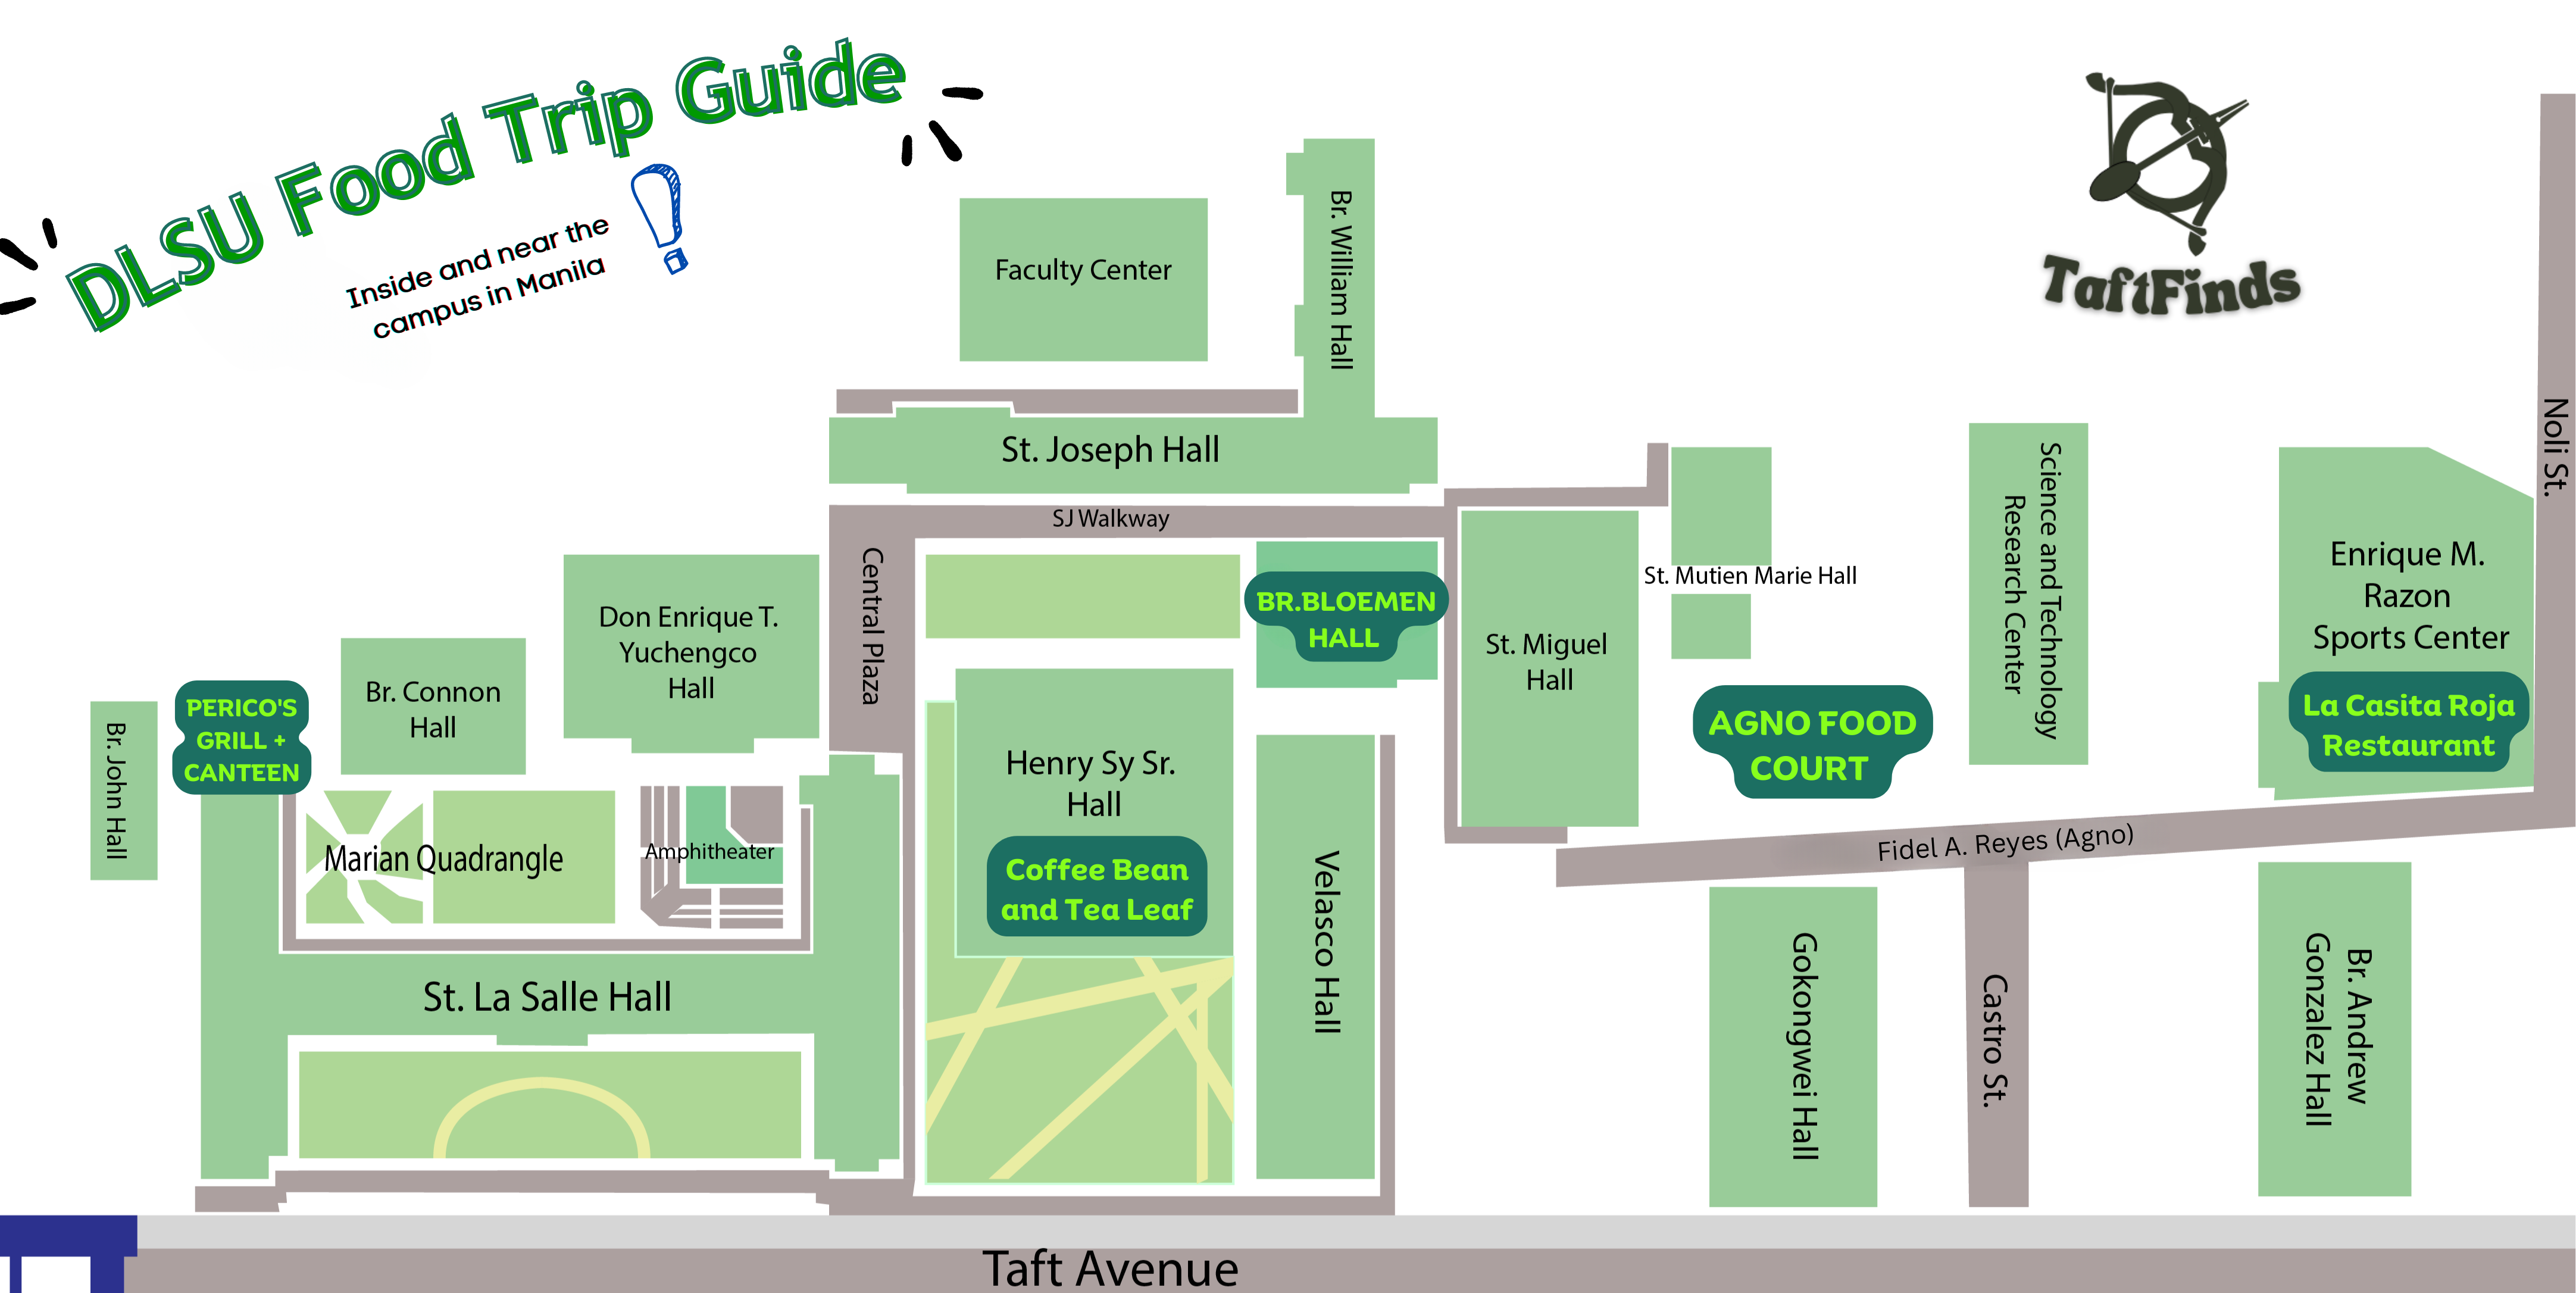 DLSU Food Trip Guide
Inside and near the
campus in Manila
TaftFinds
Faculty Center
Br. William Hall
St. Joseph Hall
SJ Walkway
Central Plaza
Don Enrique T.
Yuchengco
Hall
Br. Connon
Hall
PERICO'S
GRILL +
CANTEEN
Br. John Hall
Marian Quadrangle
Amphitheater
St. La Salle Hall
Henry Sy Sr.
Hall
Coffee Bean
and Tea Leaf
BR.BLOEMEN
HALL
Velasco Hall
St. Miguel
Hall
St. Mutien Marie Hall
AGNO FOOD
COURT
Science and Technology
Research Center
Enrique M.
Razon
Sports Center
La Casita Roja
Restaurant
Noli St.
Fidel A. Reyes (Agno)
Gokongwei Hall
Castro St.
Br. Andrew
Gonzalez Hall
Taft Avenue